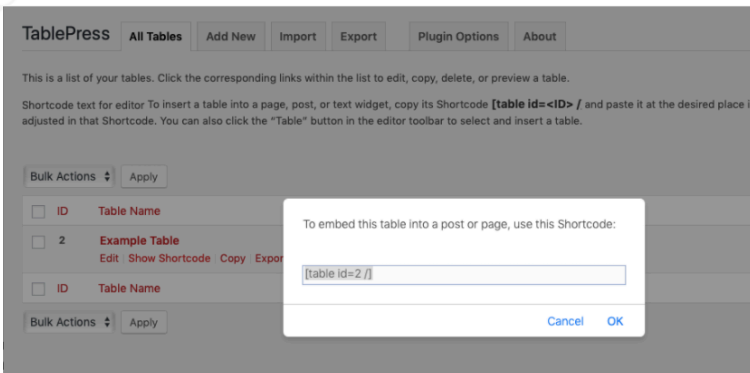 TablePress All Tables Add New Import Export Plugin Options About
This is a list of your tables. Click the corresponding links within the list to edit, copy, delete, or preview a table.
Shortcode text for editor To insert a table into a page, post, or text widget, copy its Shortcode [table id=<ID> / and paste it at the desired place
adjusted in that Shortcode. You can also click the "Table" button in the editor toolbar to select and insert a table.
Bulk Actions Apply
ID Table Name
2 Example Table
Edit | Show Shortcode | Copy | Expor
ID Table Name
Bulk Actions Apply
To embed this table into a post or page, use this Shortcode:
[table id=2 /]
Cancel OK